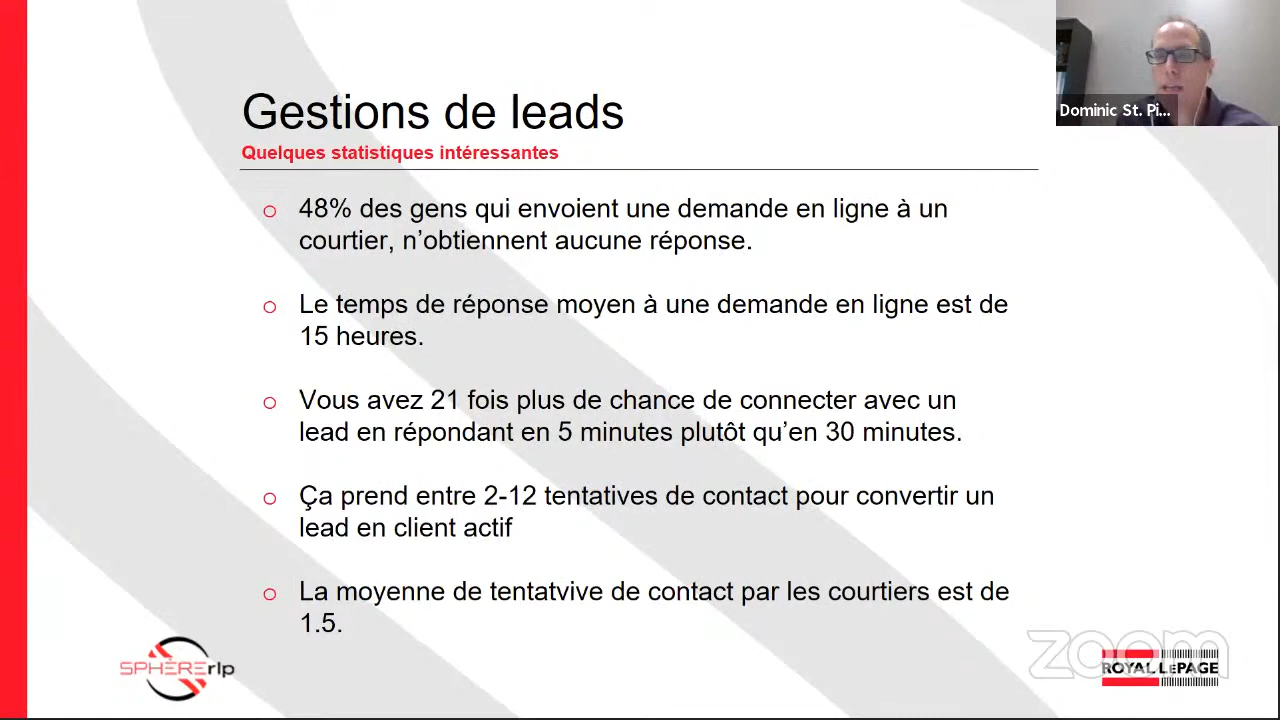 Gestions de leads
Quelques statistiques intéressantes
48% des gens qui envoient une demande en ligne à un
courtier, n’obtiennent aucune réponse.
Le temps de réponse moyen à une demande en ligne est de
15 heures.
Vous avez 21 fois plus de chance de connecter avec un
lead en répondant en 5 minutes plutôt qu’en 30 minutes.
Ça prend entre 2-12 tentatives de contact pour convertir un
lead en client actif
La moyenne de tentatvive de contact par les courtiers est de
1.5.
Dominic St. Pi...
SPHÈRErlp
zoom
ROYAL LEPAGE